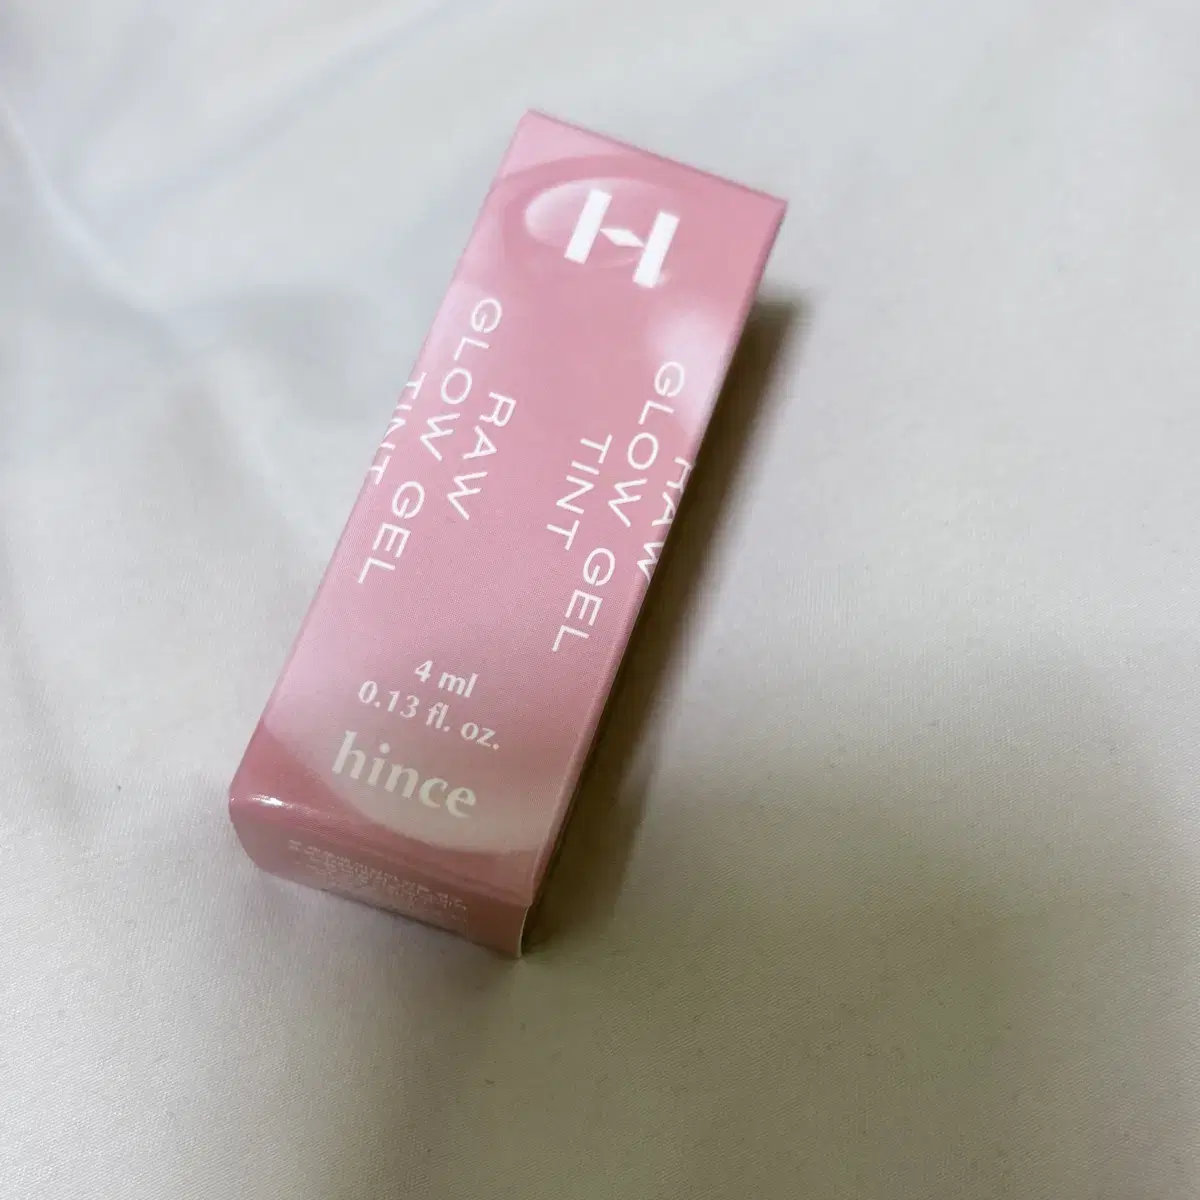 H
RAW
GLOW GEL
TINT
RAW
GLOW GEL
TINT
4 ml
0.13 fl. oz.
hince